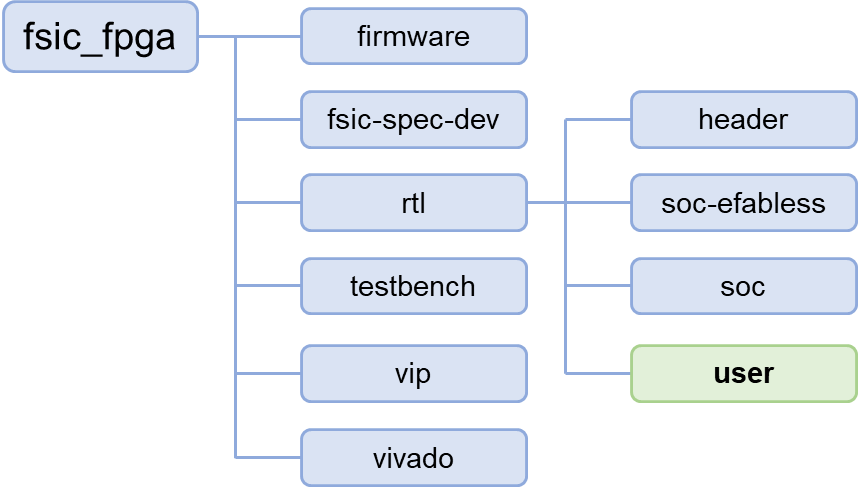 fsic_fpga
firmware
fsic-spec-dev
rtl
testbench
vip
vivado
header
soc-efabless
soc
user